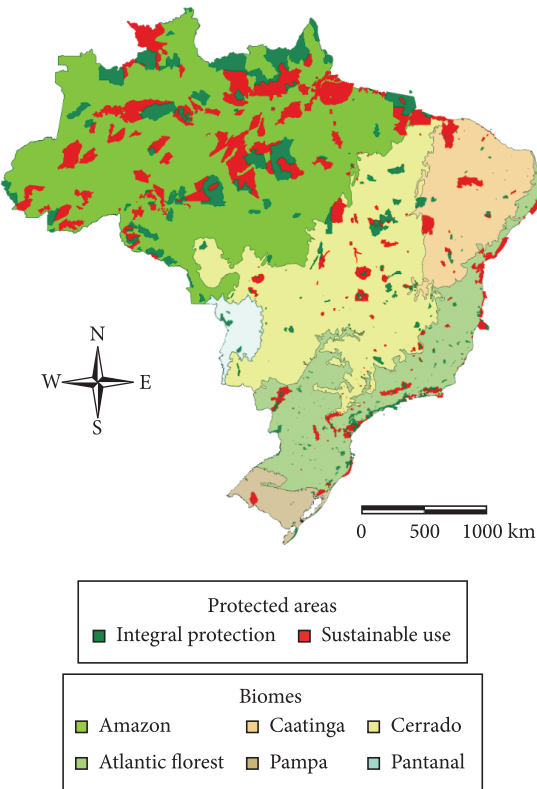 N
W E
S
0 500 1000 km
Protected areas
Integral protection Sustainable use
Biomes
Amazon Caatinga Cerrado
Atlantic florest Pampa Pantanal